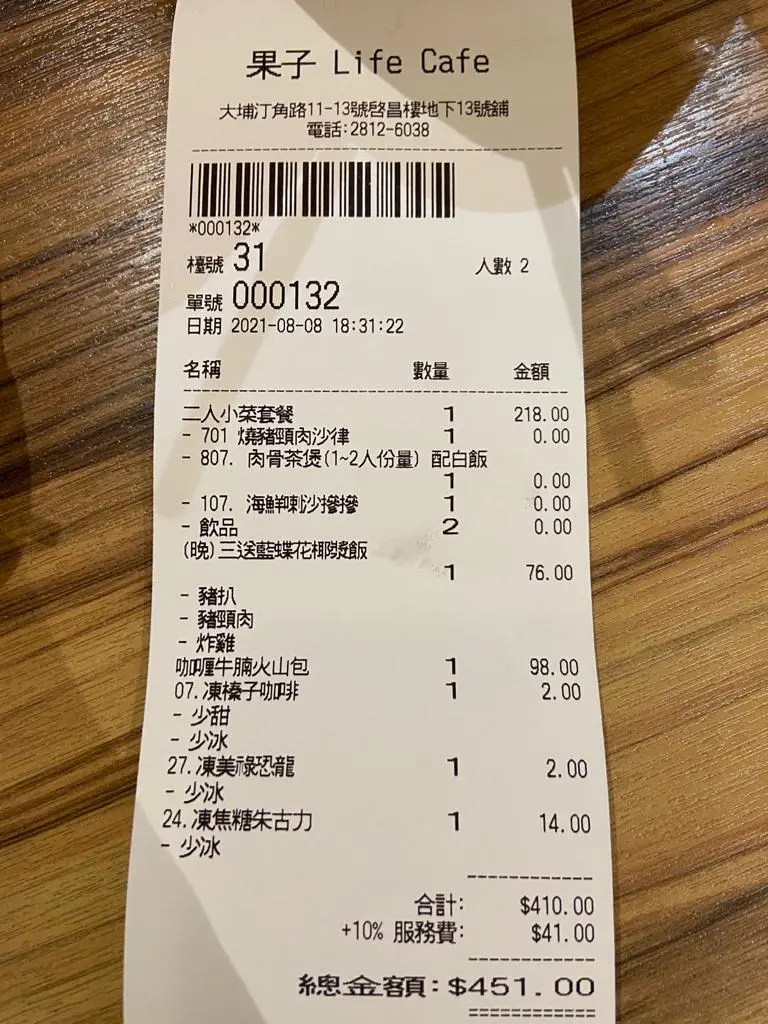 果子 Life Cafe
大埔汀角路11-13號啓昌樓地下13號舖
電話:2812-6038
*000132*
檯號 31 人數 2
單號 000132
日期 2021-08-08 18:31:22
名稱 數量 金額
二人小菜套餐 1 218.00
- 701 燒豬頸肉沙律 1 0.00
- 807. 肉骨茶煲(1~2人份量) 配白飯
1 0.00
- 107. 海鮮喇沙摻摻 1 0.00
- 飲品 2 0.00
(晚)三送藍蝶花椰漿飯
1 76.00
- 豬扒
- 豬頸肉
- 炸雞
咖喱牛腩火山包 1 98.00
07.凍榛子咖啡 1 2.00
- 少甜
- 少冰
27.凍美祿恐龍 1 2.00
- 少冰
24.凍焦糖朱古力 1 14.00
- 少冰
合計: $410.00
+10% 服務費: $41.00
總金額:$451.00